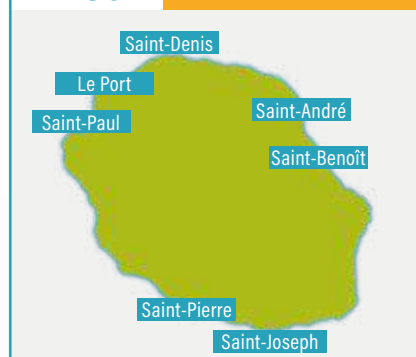 Saint-Denis
Le Port
Saint-André
Saint-Paul
Saint-Benoît
Saint-Pierre
Saint-Joseph